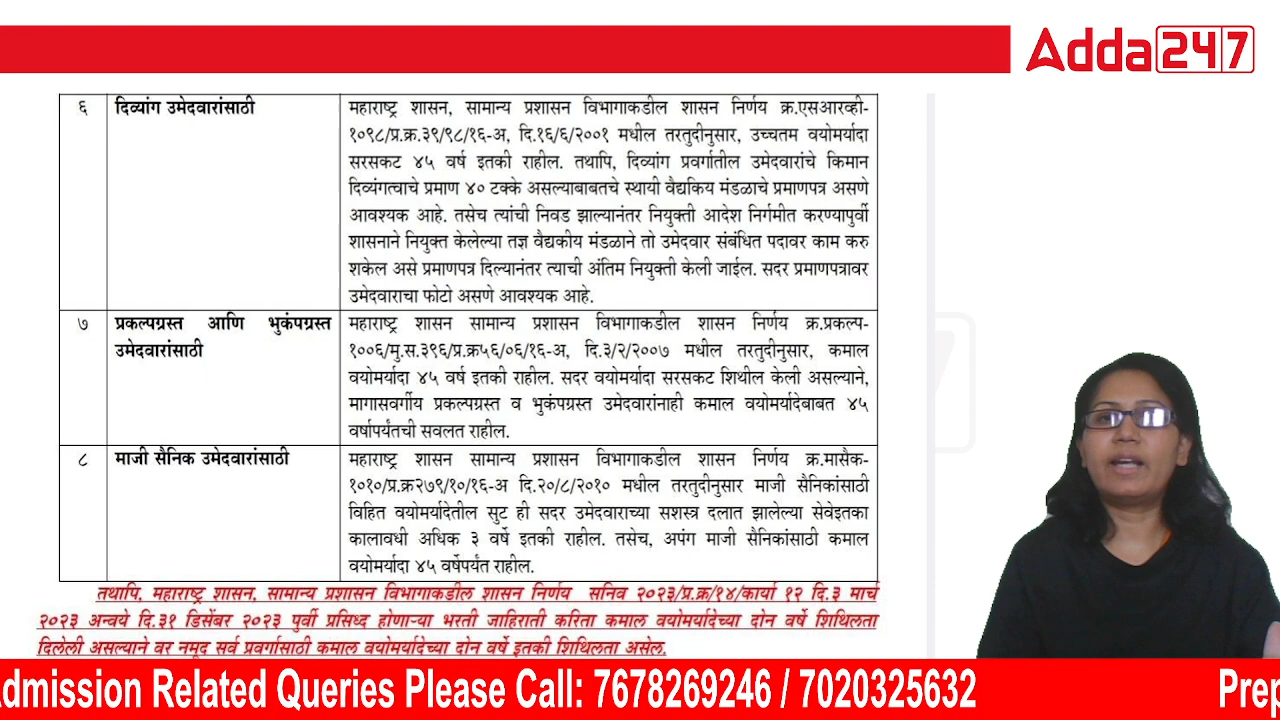 Adda247
६ दिव्यांग उमेदवारांसाठी महाराष्ट्र शासन, सामान्य प्रशासन विभागाकडील शासन निर्णय क्र.एसआरव्ही-
१०९८/प्र.क्र.३९/९८/१६-अ, दि.१६/६/२००१ मधील तरतुदीनुसार, उच्चतम वयोमर्यादा
सरसकट ४५ वर्ष इतकी राहील. तथापि, दिव्यांग प्रवर्गातील उमेदवारांचे किमान
दिव्यंगत्वाचे प्रमाण ४० टक्के असल्याबाबतचे स्थायी वैद्यकिय मंडळाचे प्रमाणपत्र असणे
आवश्यक आहे. तसेच त्यांची निवड झाल्यानंतर नियुक्ती आदेश निर्गमीत करण्यापुर्वी
शासनाने नियुक्त केलेल्या तज्ञ वैद्यकीय मंडळाने तो उमेदवार संबंधित पदावर काम करु
शकेल असे प्रमाणपत्र दिल्यानंतर त्याची अंतिम नियुक्ती केली जाईल. सदर प्रमाणपत्रावर
उमेदवाराचा फोटो असणे आवश्यक आहे.
७ प्रकल्पग्रस्त आणि भुकंपग्रस्त महाराष्ट्र शासन सामान्य प्रशासन विभागाकडील शासन निर्णय क्र.प्रकल्प-
उमेदवारांसाठी १००६/मु.स.३९६/प्र.क्र५६/०६/१६-अ, दि.३/२/२००७ मधील तरतुदीनुसार, कमाल
वयोमर्यादा ४५ वर्ष इतकी राहील. सदर वयोमर्यादा सरसकट शिथील केली असल्याने,
मागासवर्गीय प्रकल्पग्रस्त व भुकंपग्रस्त उमेदवारांनाही कमाल वयोमर्यादेबाबत ४५
वर्षापर्यंतची सवलत राहील.
८ माजी सैनिक उमेदवारांसाठी महाराष्ट्र शासन सामान्य प्रशासन विभागाकडील शासन निर्णय क्र.मासैक-
१०१०/प्र.क्र२७९/१०/१६-अ दि.२०/८/२०१० मधील तरतुदीनुसार माजी सैनिकांसाठी
विहित वयोमर्यादेतील सुट ही सदर उमेदवाराच्या सशस्त्र दलात झालेल्या सेवेइतका
कालावधी अधिक ३ वर्षे इतकी राहील. तसेच, अपंग माजी सैनिकांसाठी कमाल
वयोमर्यादा ४५ वर्षेपर्यंत राहील.
तथापि, महाराष्ट्र शासन, सामान्य प्रशासन विभागाकडील शासन निर्णय सनिव २०२३/प्र.क्र/१४/कार्या १२ दि.३ मार्च
२०२३ अन्वये दि.३१ डिसेंबर २०२३ पुर्वी प्रसिध्द होणाऱ्या भरती जाहिराती करिता कमाल वयोमर्यादेच्या दोन वर्षे शिथिलता
दिलेली असल्याने वर नमूद सर्व प्रवर्गासाठी कमाल वयोमर्यादेच्या दोन वर्षे इतकी शिथिलता असेल.
dmission Related Queries Please Call: 7678269246 / 7020325632 Prep